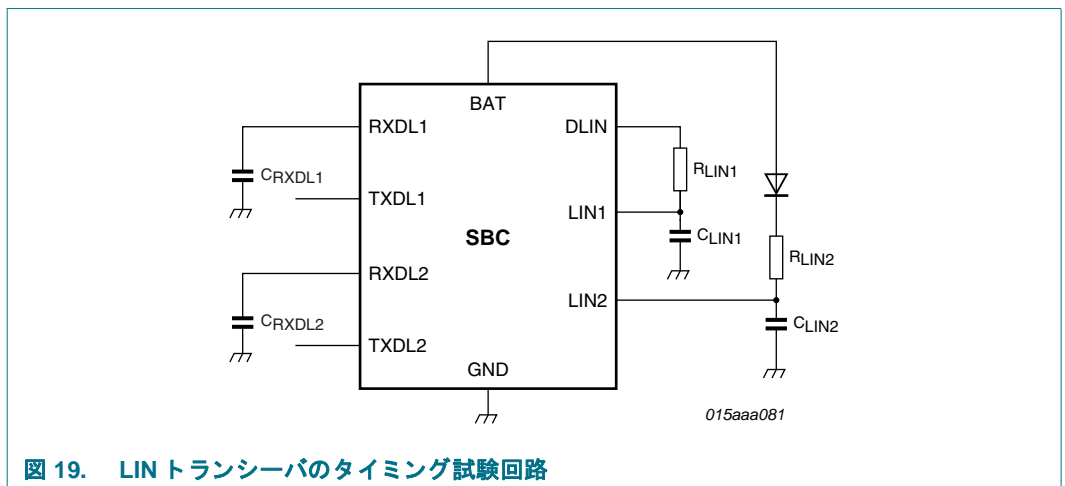 BAT
RXDL1
DLIN
CRXDL1
RLIN1
TXDL1
LIN1
SBC
CLIN1
RXDL2
RLIN2
LIN2
CRXDL2
CLIN2
TXDL2
GND
015aaa081
図 19. LIN トランシーバのタイミング試験回路